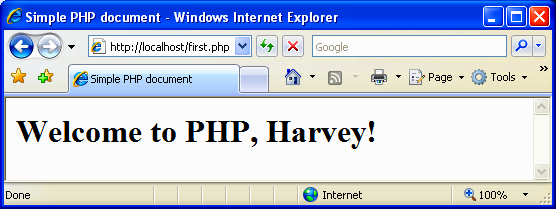 Simple PHP document - Windows Internet Explorer
http://localhost/first.php
Google
Simple PHP document
Page
Tools
Welcome to PHP, Harvey!
Done
Internet
100%